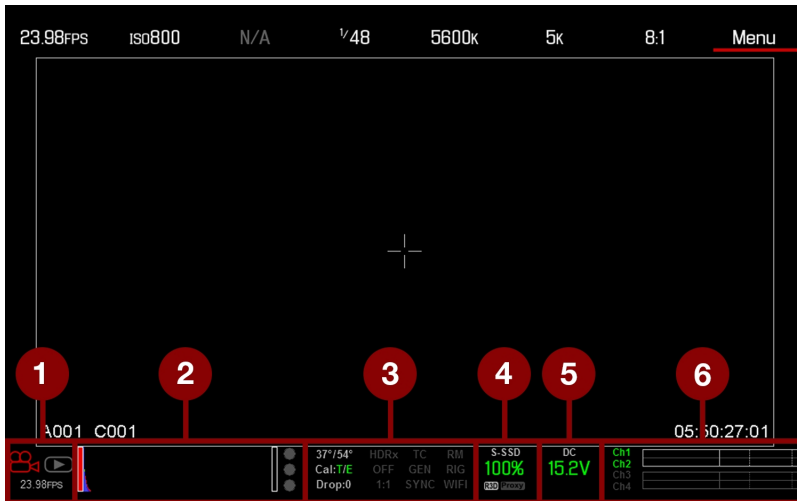 23.98FPS ISO800 N/A 1/48 5600K 5K 8:1 Menu
1 2 3 4 5 6
A001 C001 05:50:27:01
23.98FPS
37°/54° HDRx TC RM
Cal:T/E OFF GEN RIG
Drop:0 1:1 SYNC WIFI
S-SSD
100%
R3D Proxy
DC
15.2V
Ch1
Ch2
Ch3
Ch4